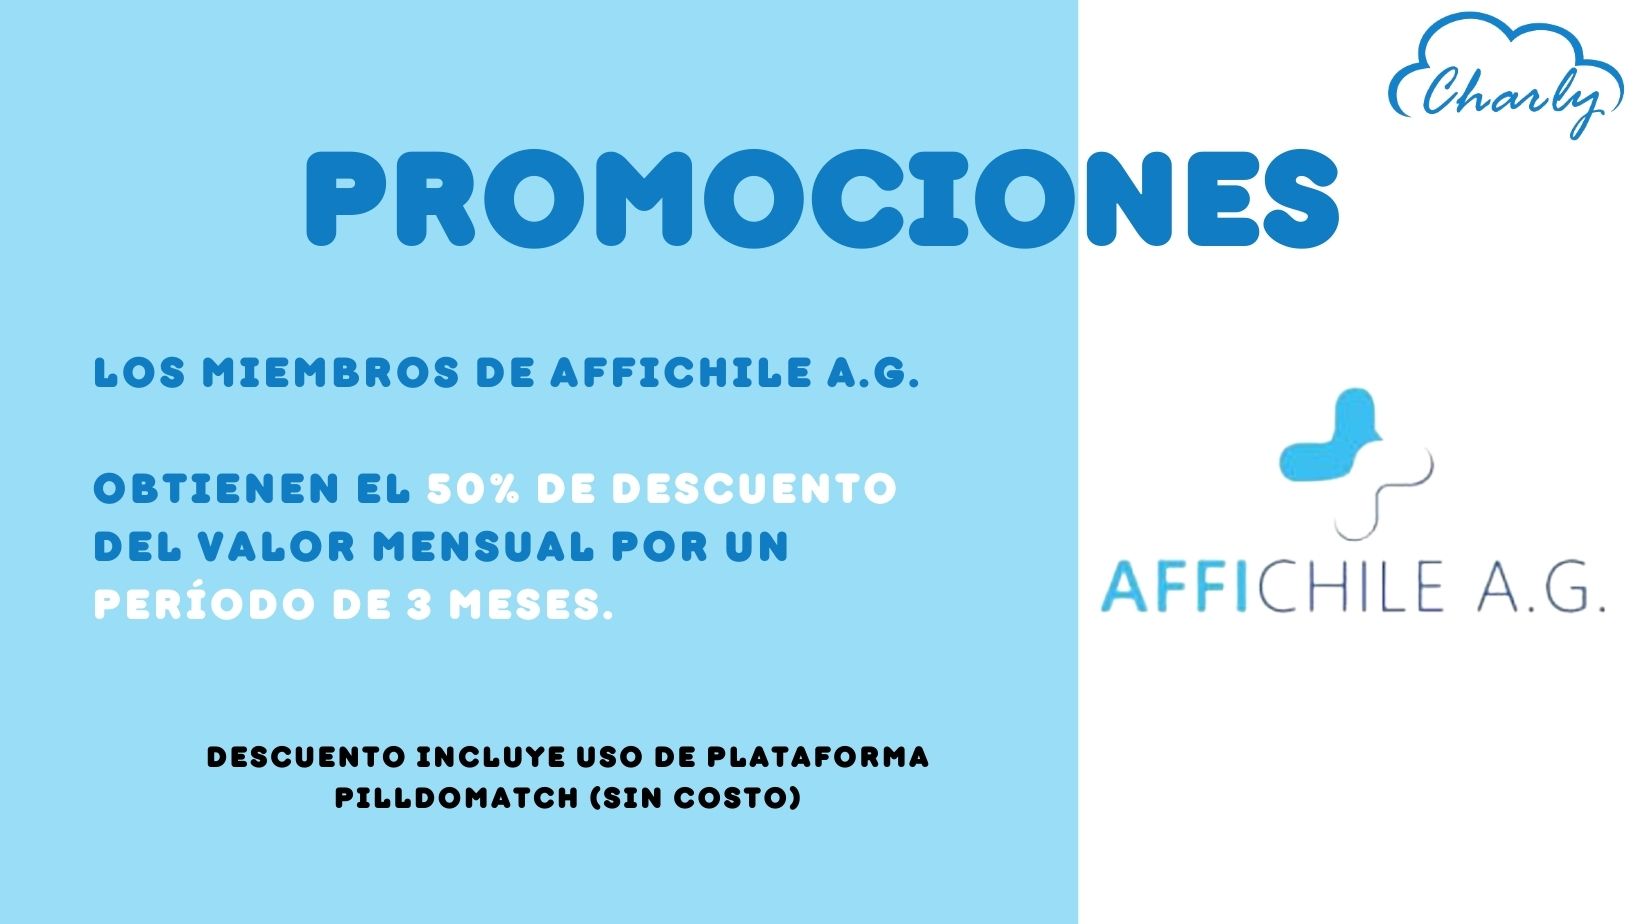 Charly
PROMOCIONES
LOS MIEMBROS DE AFFICHILE A.G.
OBTIENEN EL 50% DE DESCUENTO
DEL VALOR MENSUAL POR UN
PERÍODO DE 3 MESES.
AFFICHILE A.G.
DESCUENTO INCLUYE USO DE PLATAFORMA
PILLDOMATCH (SIN COSTO)